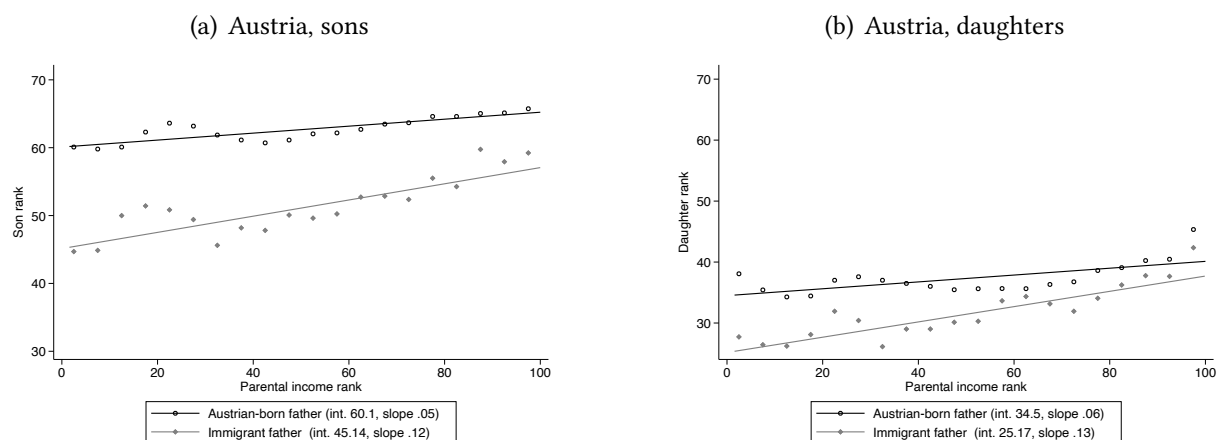 (a) Austria, sons
70
60
50
40
30
Son rank
0 20 40 60 80 100
Parental income rank
Austrian-born father (int. 60.1, slope .05)
Immigrant father (int. 45.14, slope .12)
(b) Austria, daughters
70
60
50
40
30
Daughter rank
0 20 40 60 80 100
Parental income rank
Austrian-born father (int. 34.5, slope .06)
Immigrant father (int. 25.17, slope .13)